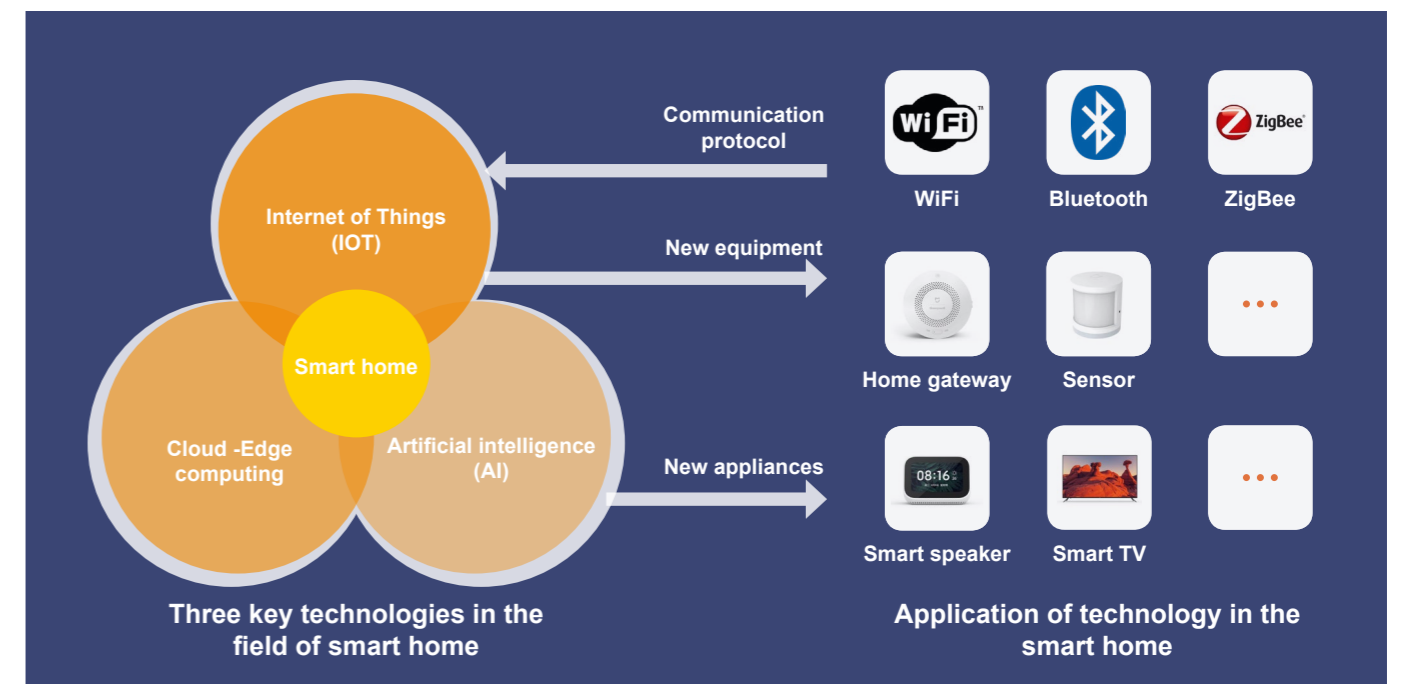 Communication
protocol
WiFi
TM
ZigBee®
WiFi
Bluetooth
ZigBee
Internet of Things
(IOT)
New equipment
Smart home
Home gateway
Sensor
Cloud -Edge
computing
Artificial intelligence
(AI)
New appliances
08:16
Smart speaker
Smart TV
Three key technologies in the
field of smart home
Application of technology in the
smart home